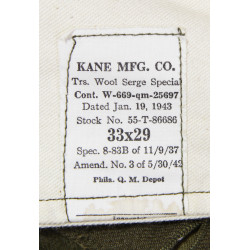 KANE MFG. CO.
Trs. Wool Serge Special
Cont. W-669-qm-25697
Dated Jan. 19, 1943
Stock No. 55-T-86686
33x29
Spec. 8-83B of 11/9/37
Amend. No. 3 of 5/30/42
Phila. Q. M. Depot